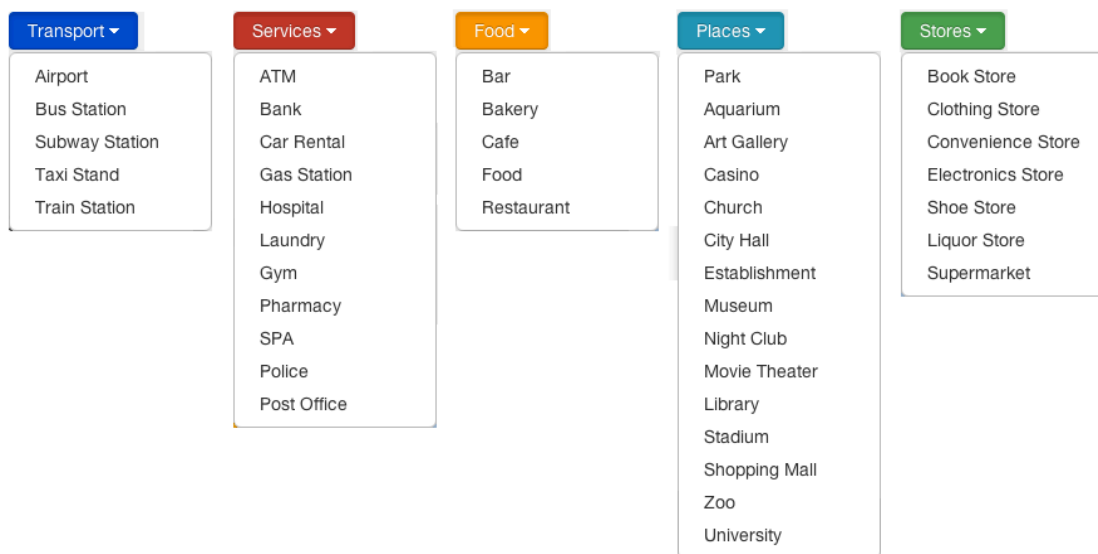 Transport
Airport
Bus Station
Subway Station
Taxi Stand
Train Station
Services
ATM
Bank
Car Rental
Gas Station
Hospital
Laundry
Gym
Pharmacy
SPA
Police
Post Office
Food
Bar
Bakery
Cafe
Food
Restaurant
Places
Park
Aquarium
Art Gallery
Casino
Church
City Hall
Establishment
Museum
Night Club
Movie Theater
Library
Stadium
Shopping Mall
Zoo
University
Stores
Book Store
Clothing Store
Convenience Store
Electronics Store
Shoe Store
Liquor Store
Supermarket